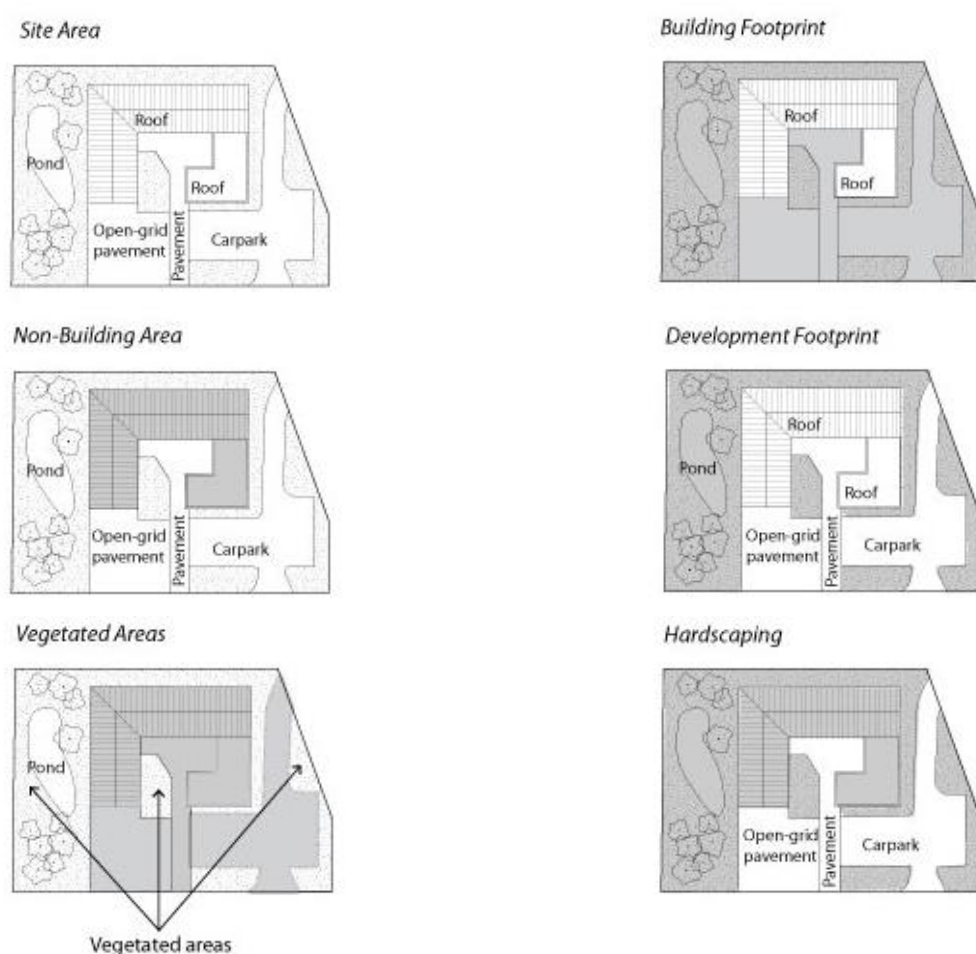 Site Area
Roof
Pond
Roof
Open-grid
pavement
Pavement
Carpark
Building Footprint
Roof
Roof
Non-Building Area
Pond
Open-grid
pavement
Pavement
Carpark
Development Footprint
Roof
Pond
Roof
Open-grid
pavement
Pavement
Carpark
Vegetated Areas
Pond
Vegetated areas
Hardscaping
Open-grid
pavement
Pavement
Carpark